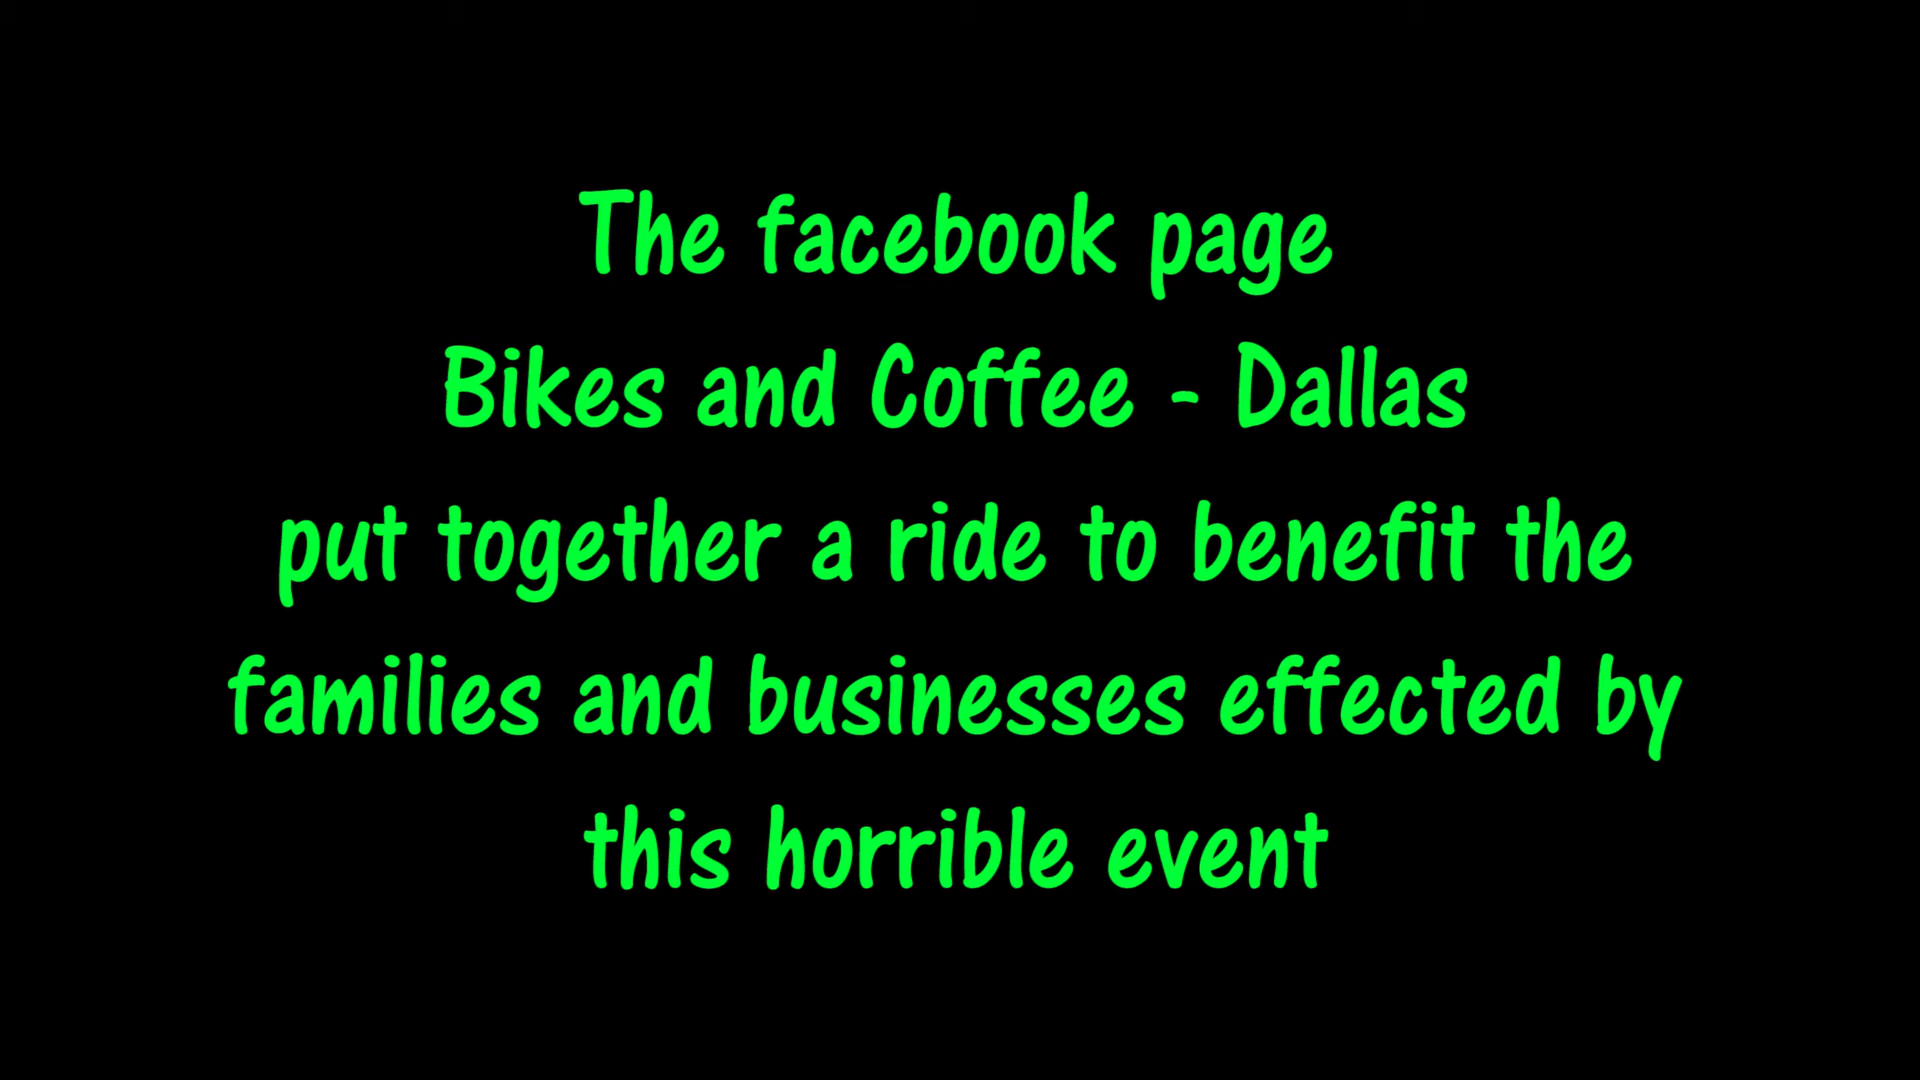 The facebook page
Bikes and Coffee - Dallas
put together a ride to benefit the
families and businesses effected by
this horrible event